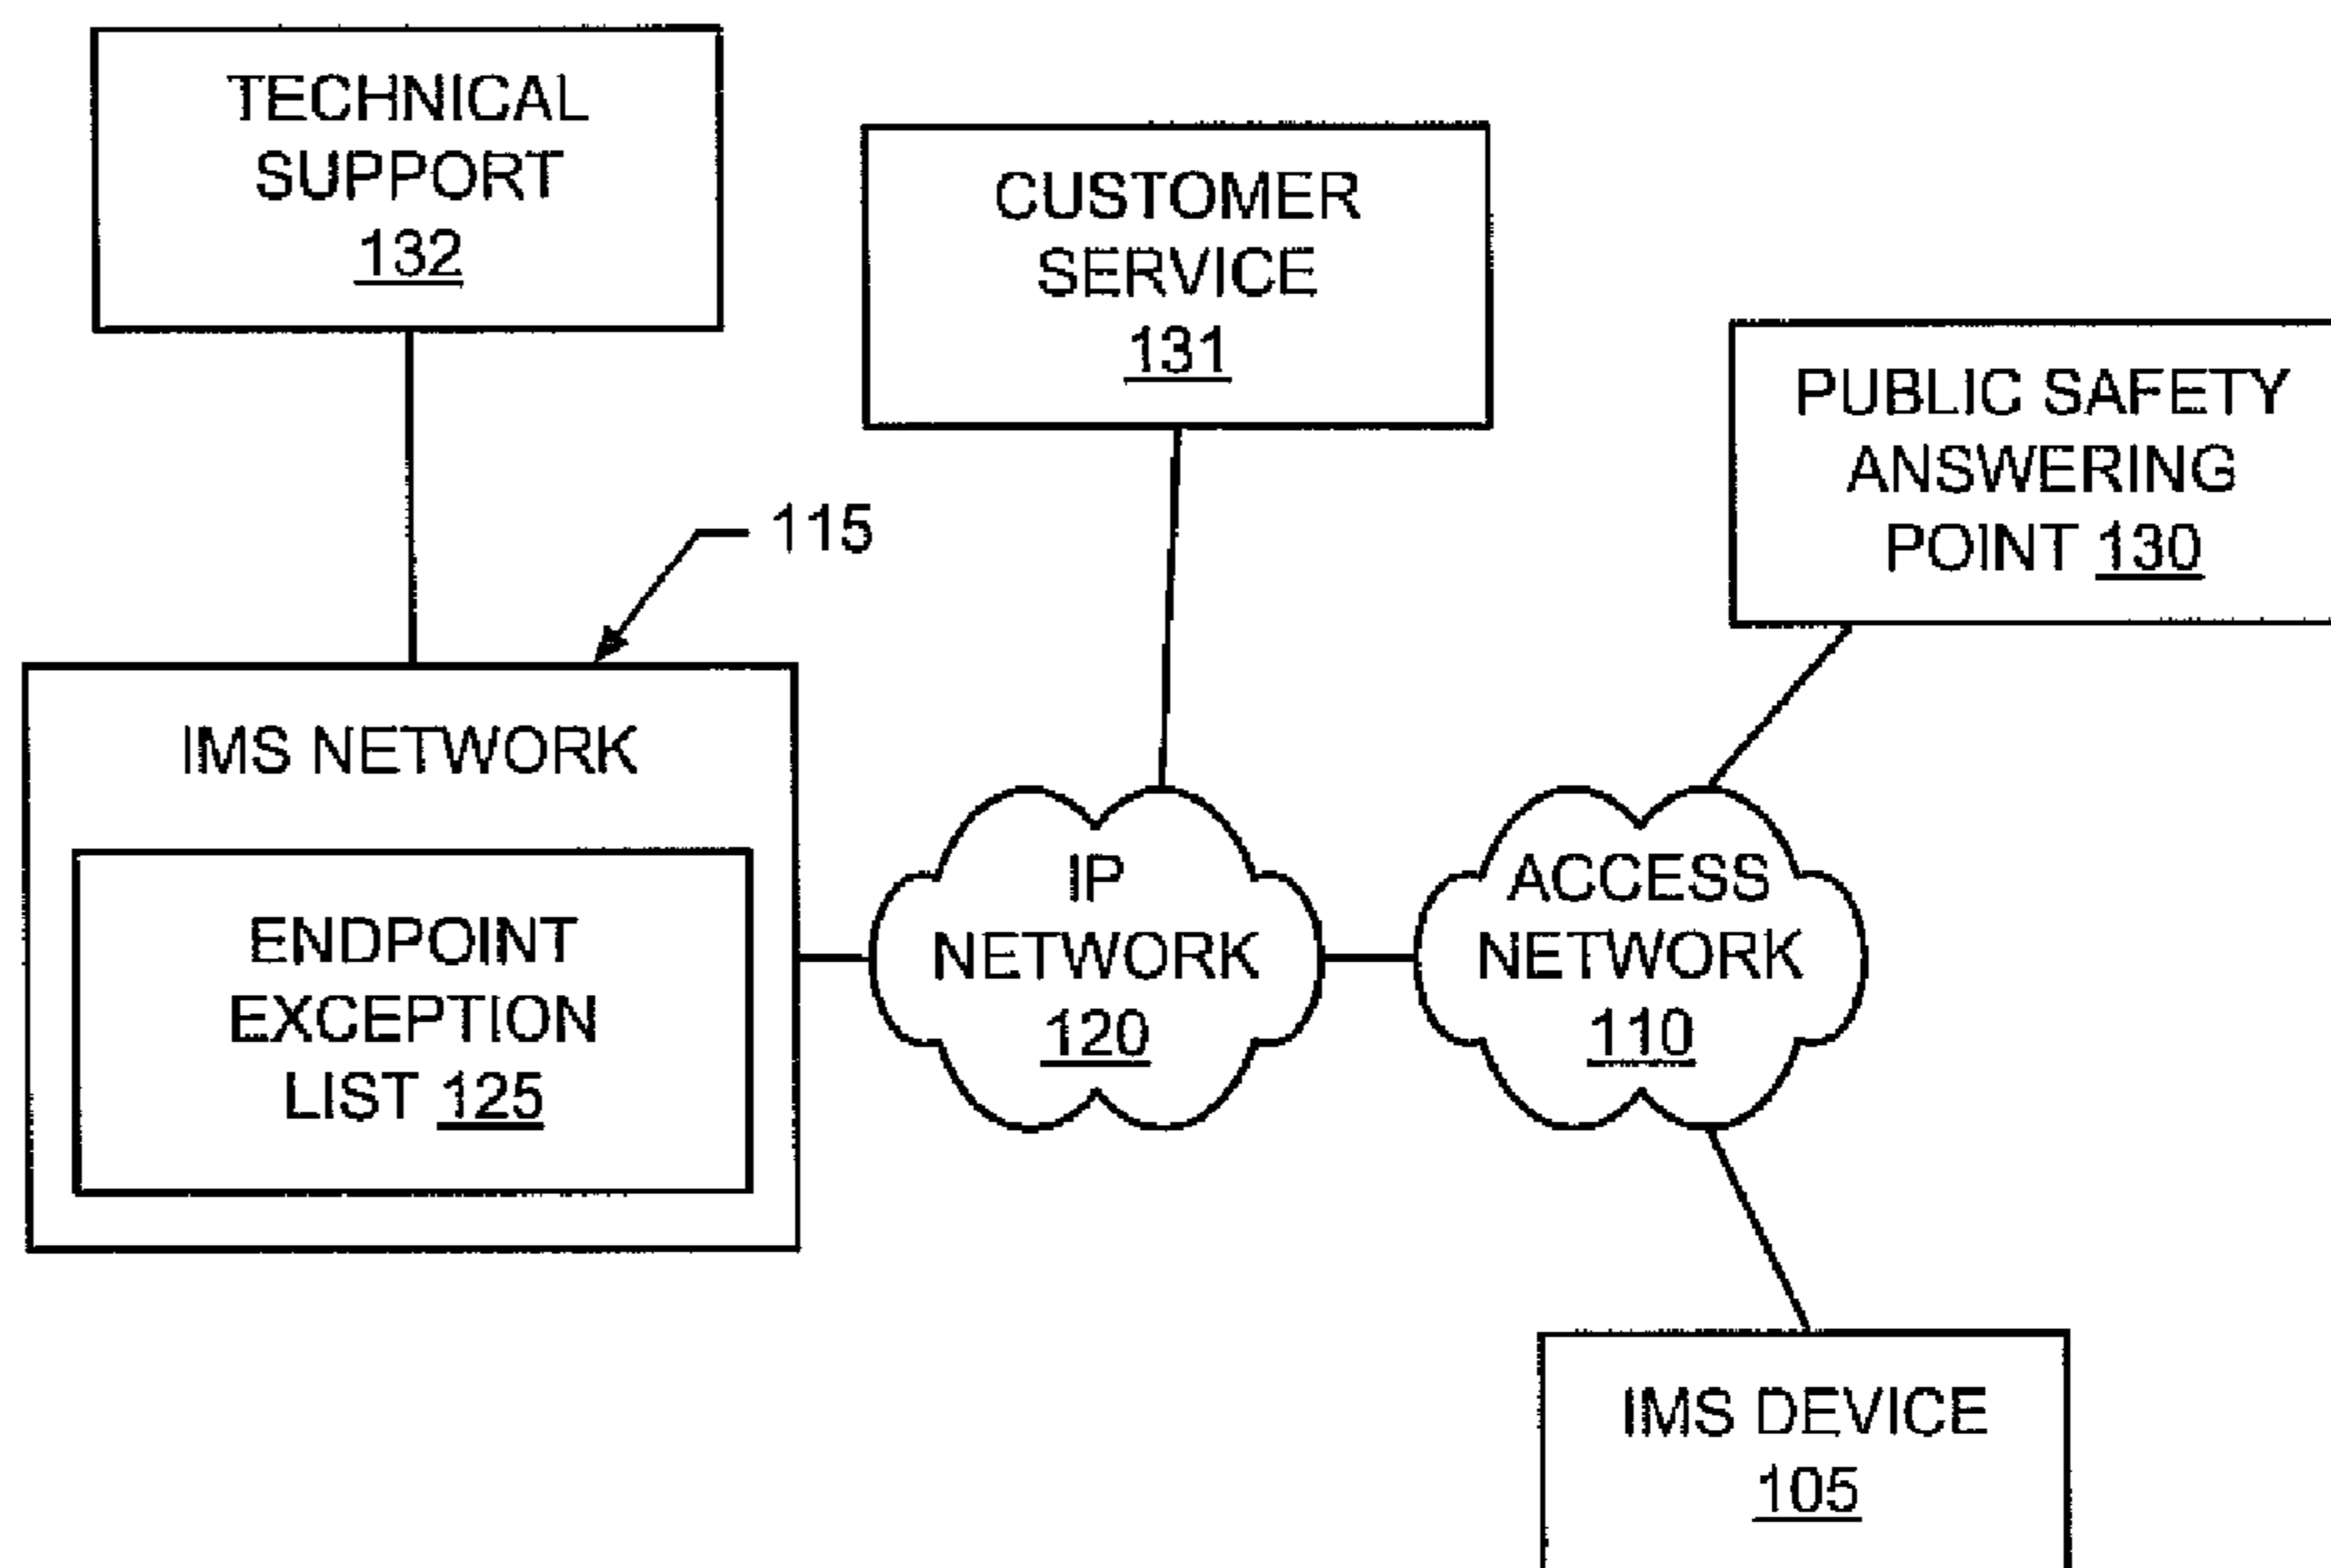 TECHNICAL
SUPPORT
132
CUSTOMER
SERVICE
131
PUBLIC SAFETY
ANSWERING
POINT 130
115
IMS NETWORK
ENDPOINT
EXCEPTION
LIST 125
IP
NETWORK
120
ACCESS
NETWORK
110
IMS DEVICE
105